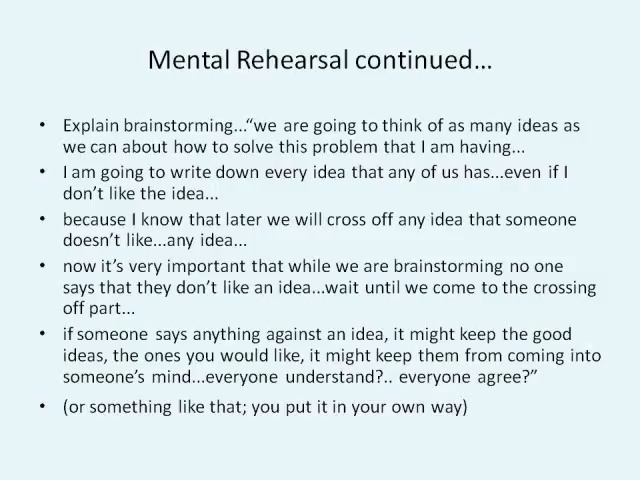 Mental Rehearsal continued...
• Explain brainstorming...“we are going to think of as many ideas as
we can about how to solve this problem that I am having...
• I am going to write down every idea that any of us has...even if I
don’t like the idea...
• because I know that later we will cross off any idea that someone
doesn’t like...any idea...
• now it’s very important that while we are brainstorming no one
says that they don’t like an idea...wait until we come to the crossing
off part...
• if someone says anything against an idea, it might keep the good
ideas, the ones you would like, it might keep them from coming into
someone’s mind...everyone understand?.. everyone agree?”
• (or something like that; you put it in your own way)